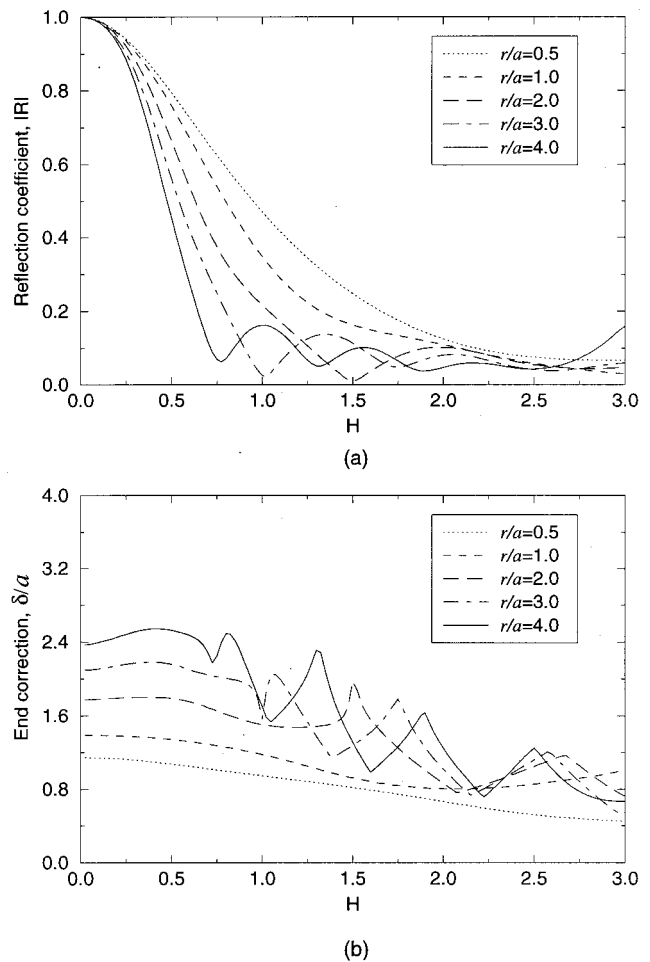 1.0
0.8
0.6
0.4
0.2
0.0
Reflection coefficient, |R|
r/a=0.5
r/a=1.0
r/a=2.0
r/a=3.0
r/a=4.0
0.0 0.5 1.0 1.5 2.0 2.5 3.0
H
(a)
4.0
3.2
2.4
1.6
0.8
0.0
End correction, δ/a
r/a=0.5
r/a=1.0
r/a=2.0
r/a=3.0
r/a=4.0
0.0 0.5 1.0 1.5 2.0 2.5 3.0
H
(b)